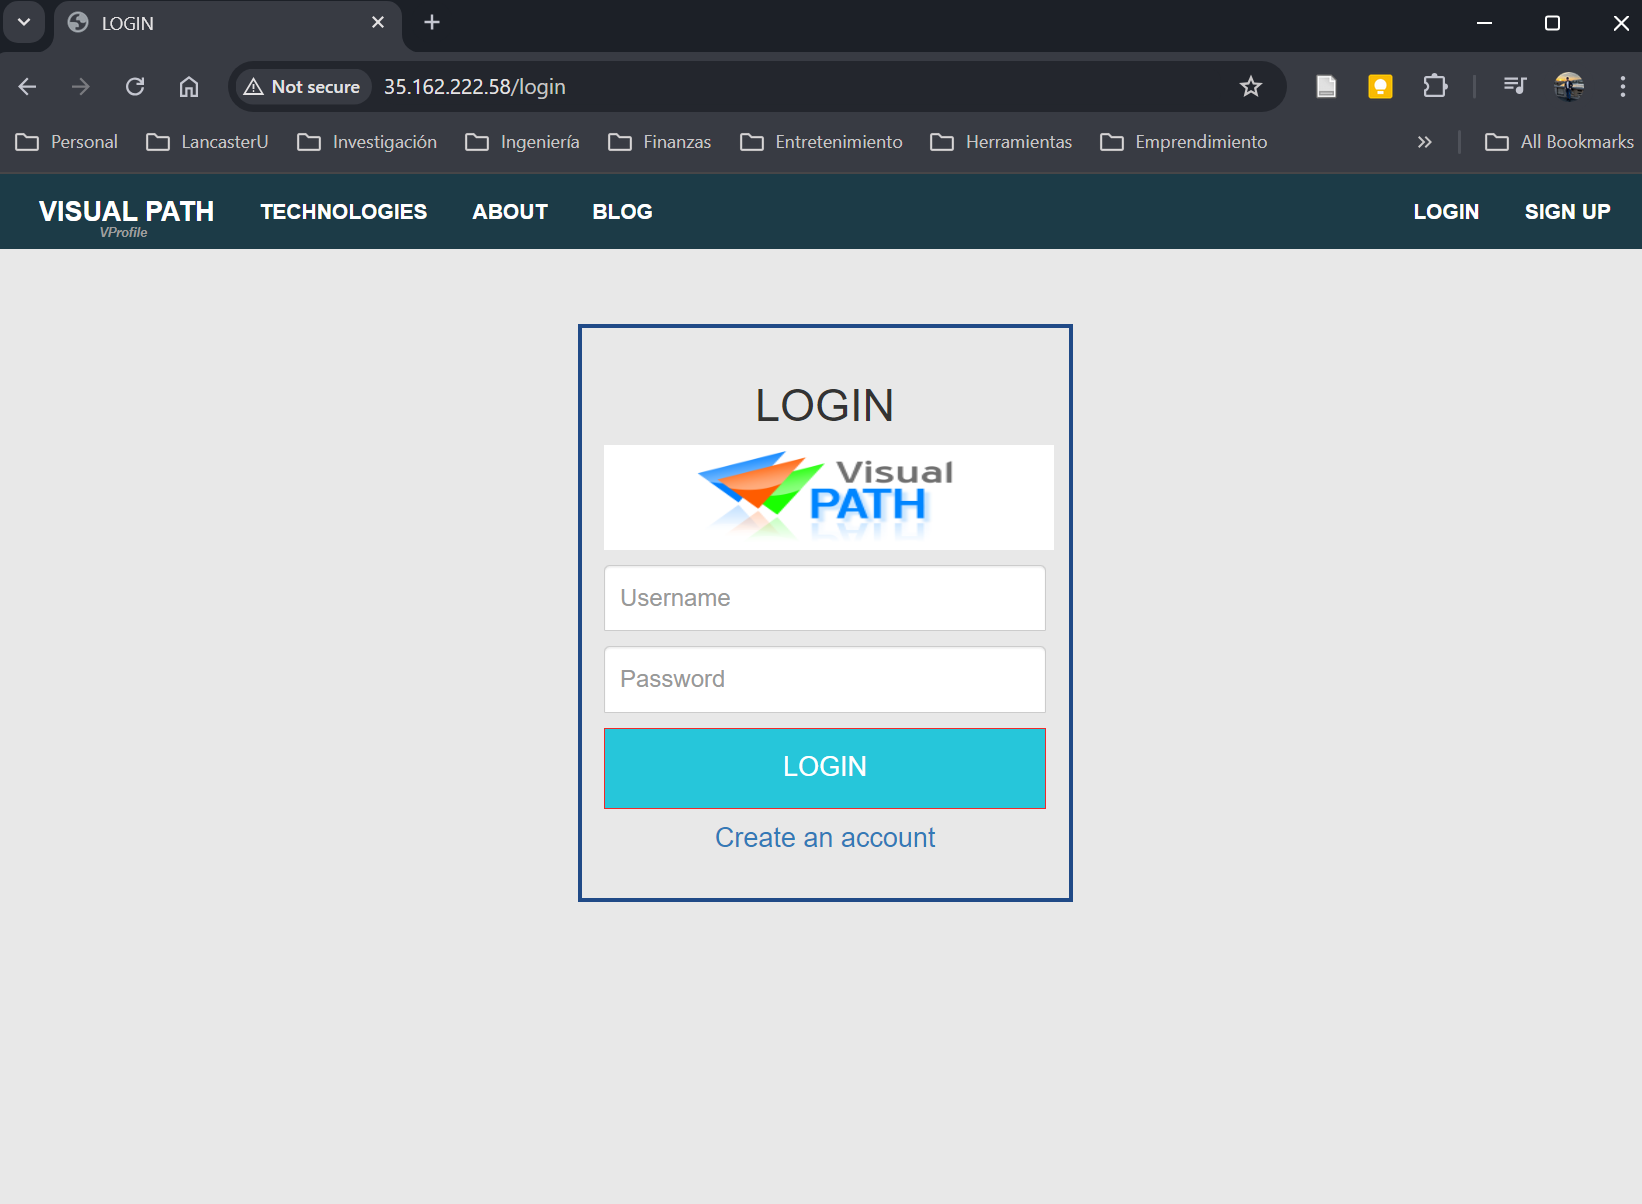 LOGIN
Not secure 35.162.222.58/login
Personal LancasterU Investigación Ingeniería Finanzas Entretenimiento Herramientas Emprendimiento All Bookmarks
VISUAL PATH TECHNOLOGIES ABOUT BLOG LOGIN SIGN UP
VProfile
LOGIN
Visual
PATH
Username
Password
LOGIN
Create an account